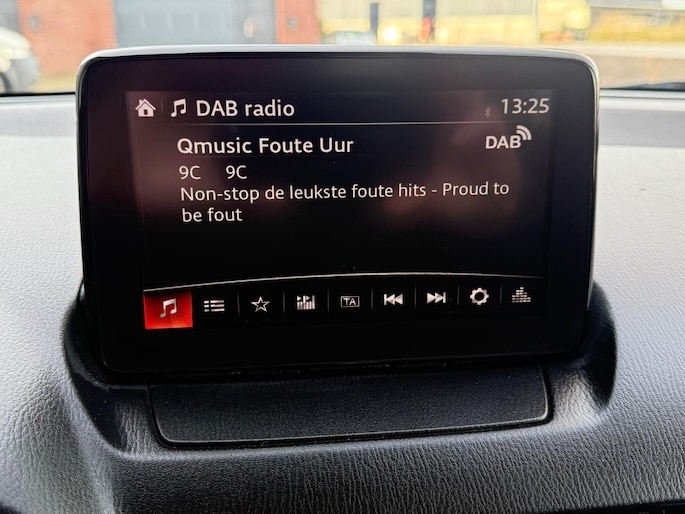 DAB radio
13:25
Qmusic Foute Uur
DAB
9C 9C
Non-stop de leukste foute hits - Proud to
be fout
TA